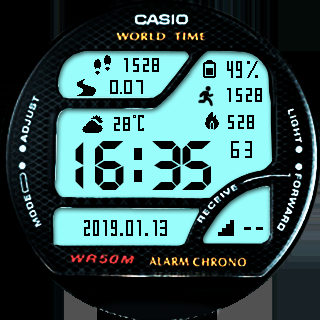 CASIO
WORLD TIME
1528
0.07
49%
1528
28°C
528
16:35
63
2019.01.13
--
ADJUST
MODE
LIGHT
FORWARD
RECEIVE
WR50M
ALARM CHRONO